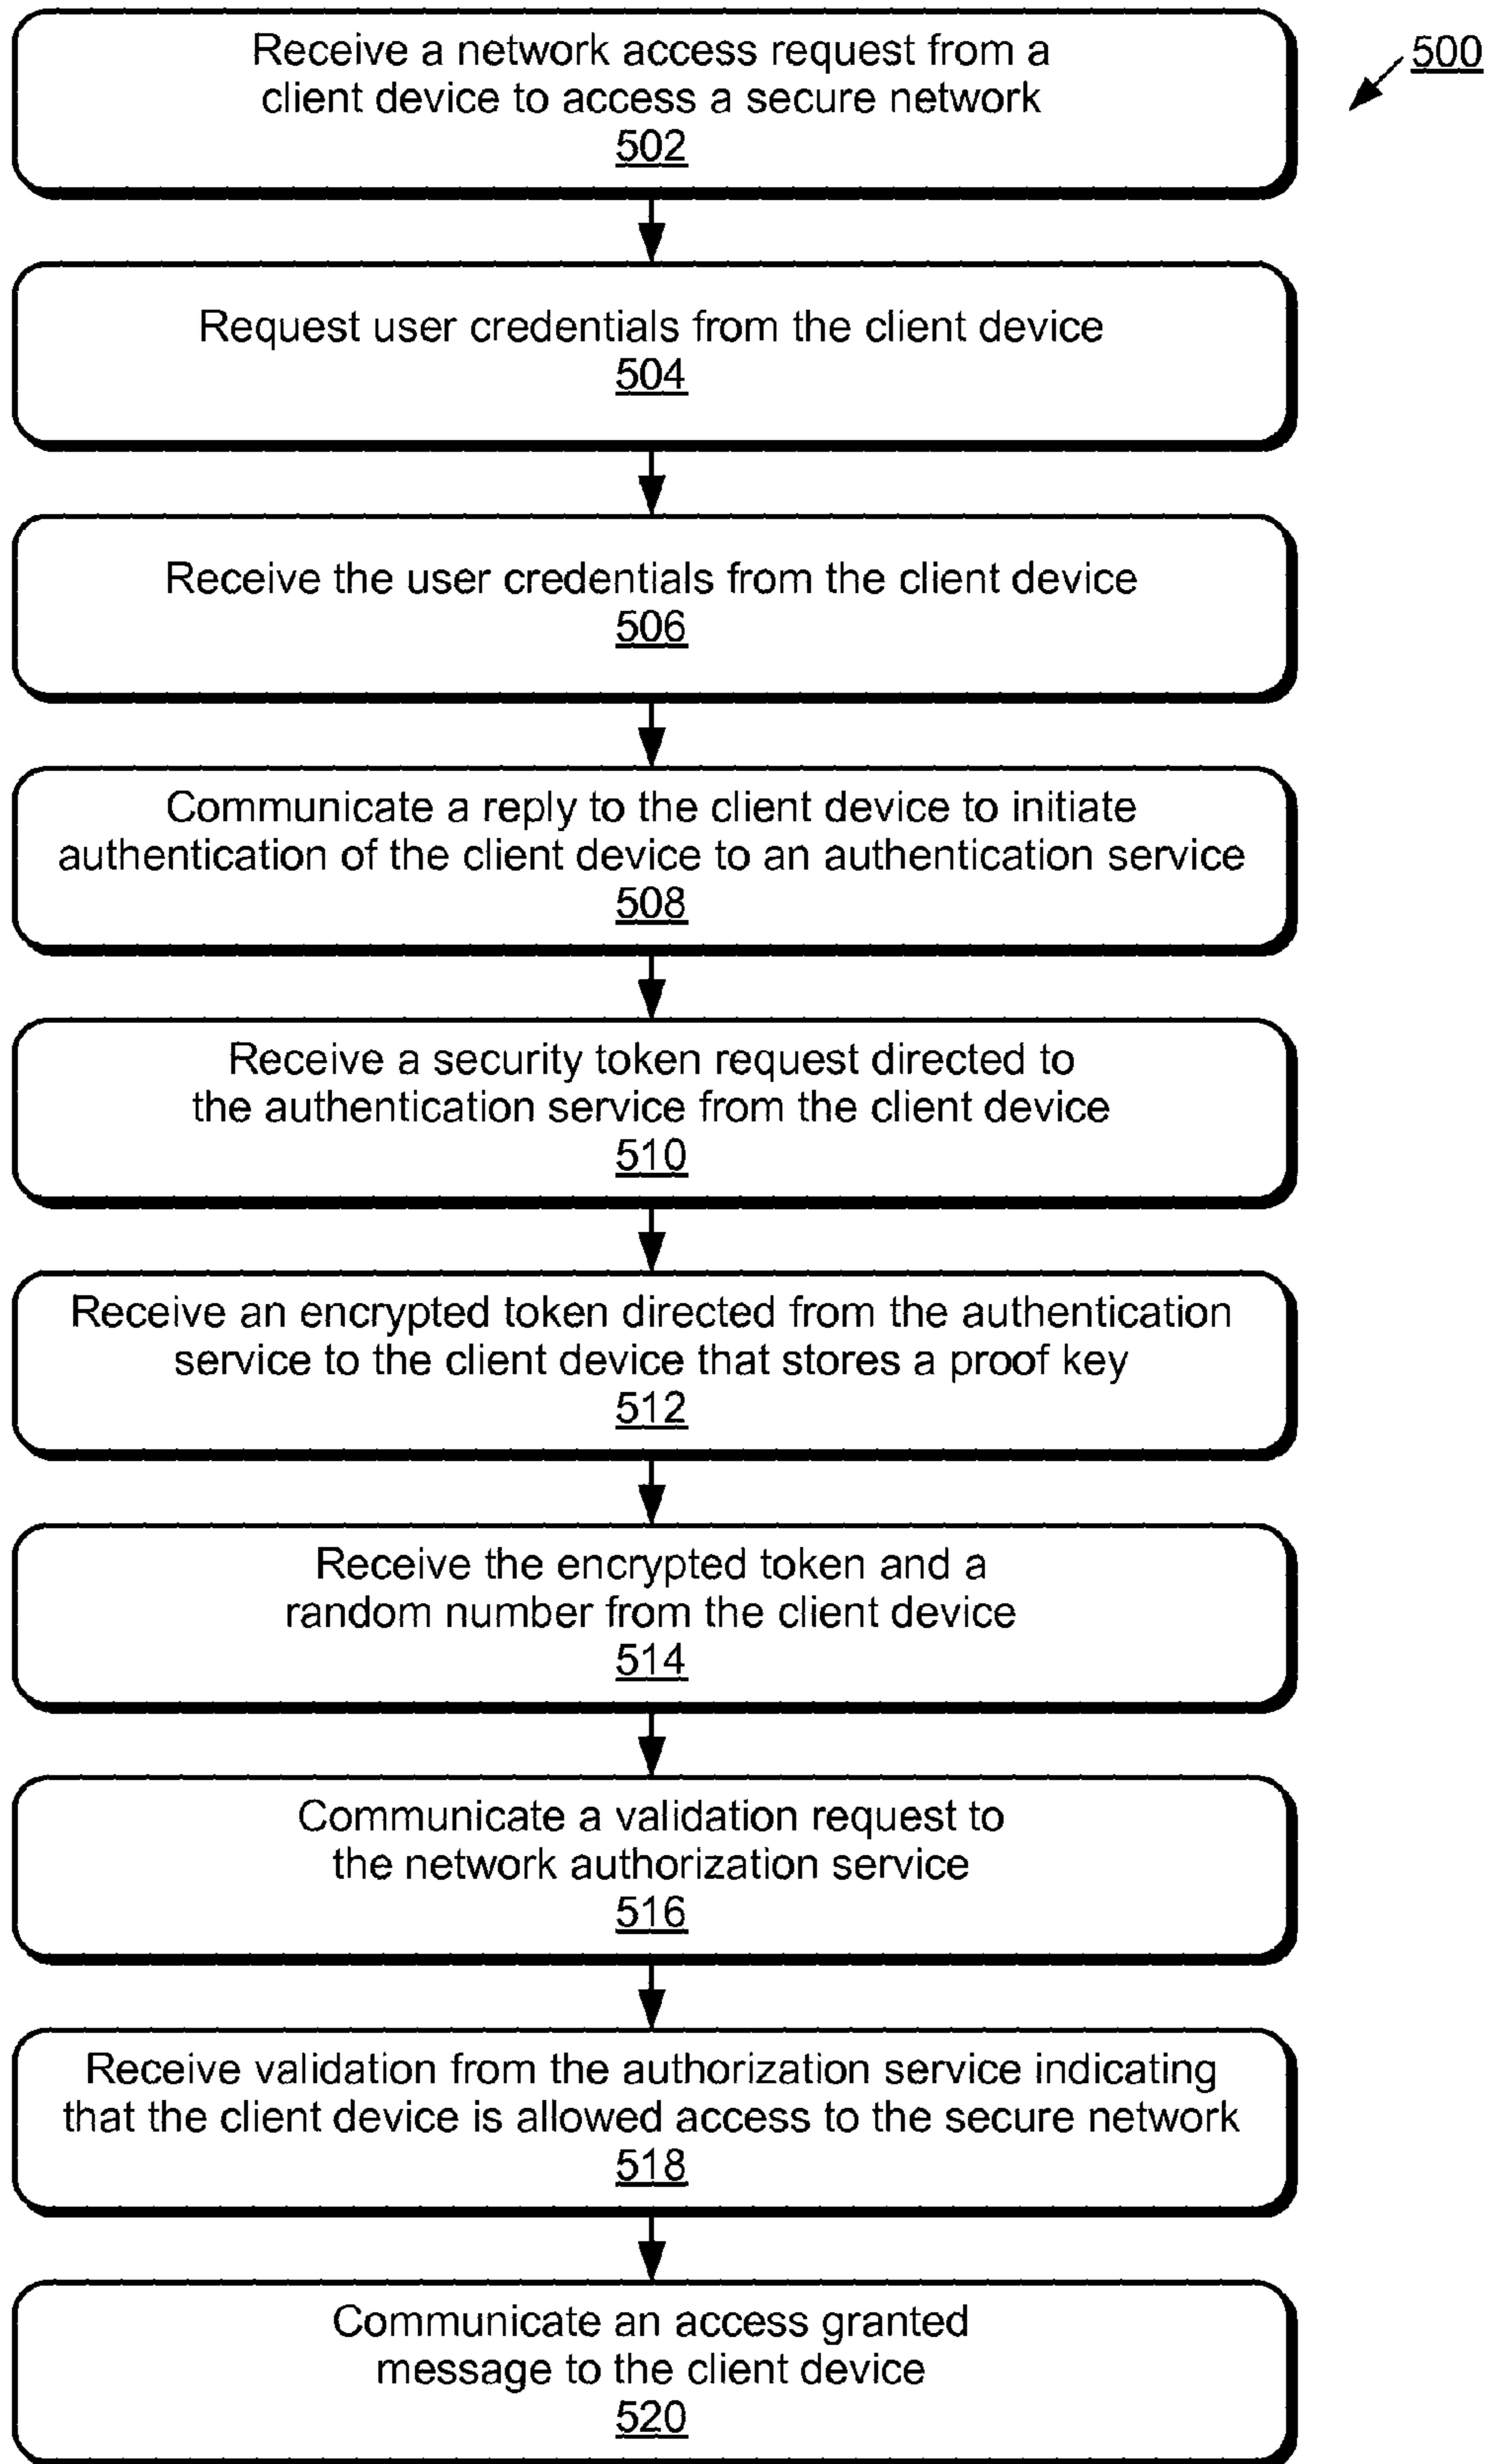 500
Receive a network access request from a
client device to access a secure network
502
Request user credentials from the client device
504
Receive the user credentials from the client device
506
Communicate a reply to the client device to initiate
authentication of the client device to an authentication service
508
Receive a security token request directed to
the authentication service from the client device
510
Receive an encrypted token directed from the authentication
service to the client device that stores a proof key
512
Receive the encrypted token and a
random number from the client device
514
Communicate a validation request to
the network authorization service
516
Receive validation from the authorization service indicating
that the client device is allowed access to the secure network
518
Communicate an access granted
message to the client device
520